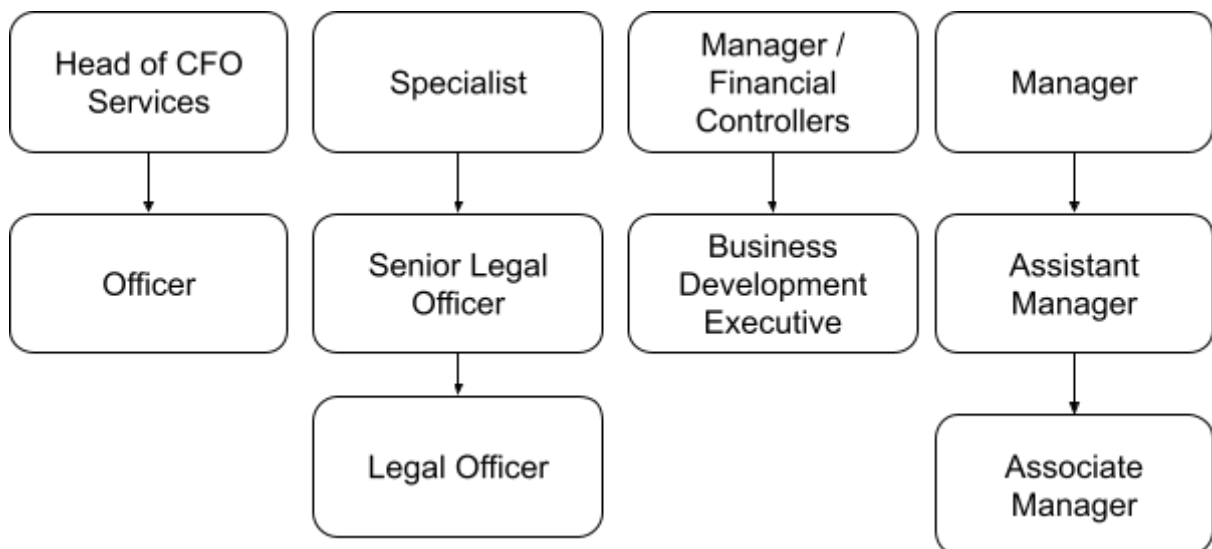 Head of CFO
Services
Specialist
Manager /
Financial
Controllers
Manager
Officer
Senior Legal
Officer
Business
Development
Executive
Assistant
Manager
Legal Officer
Associate
Manager